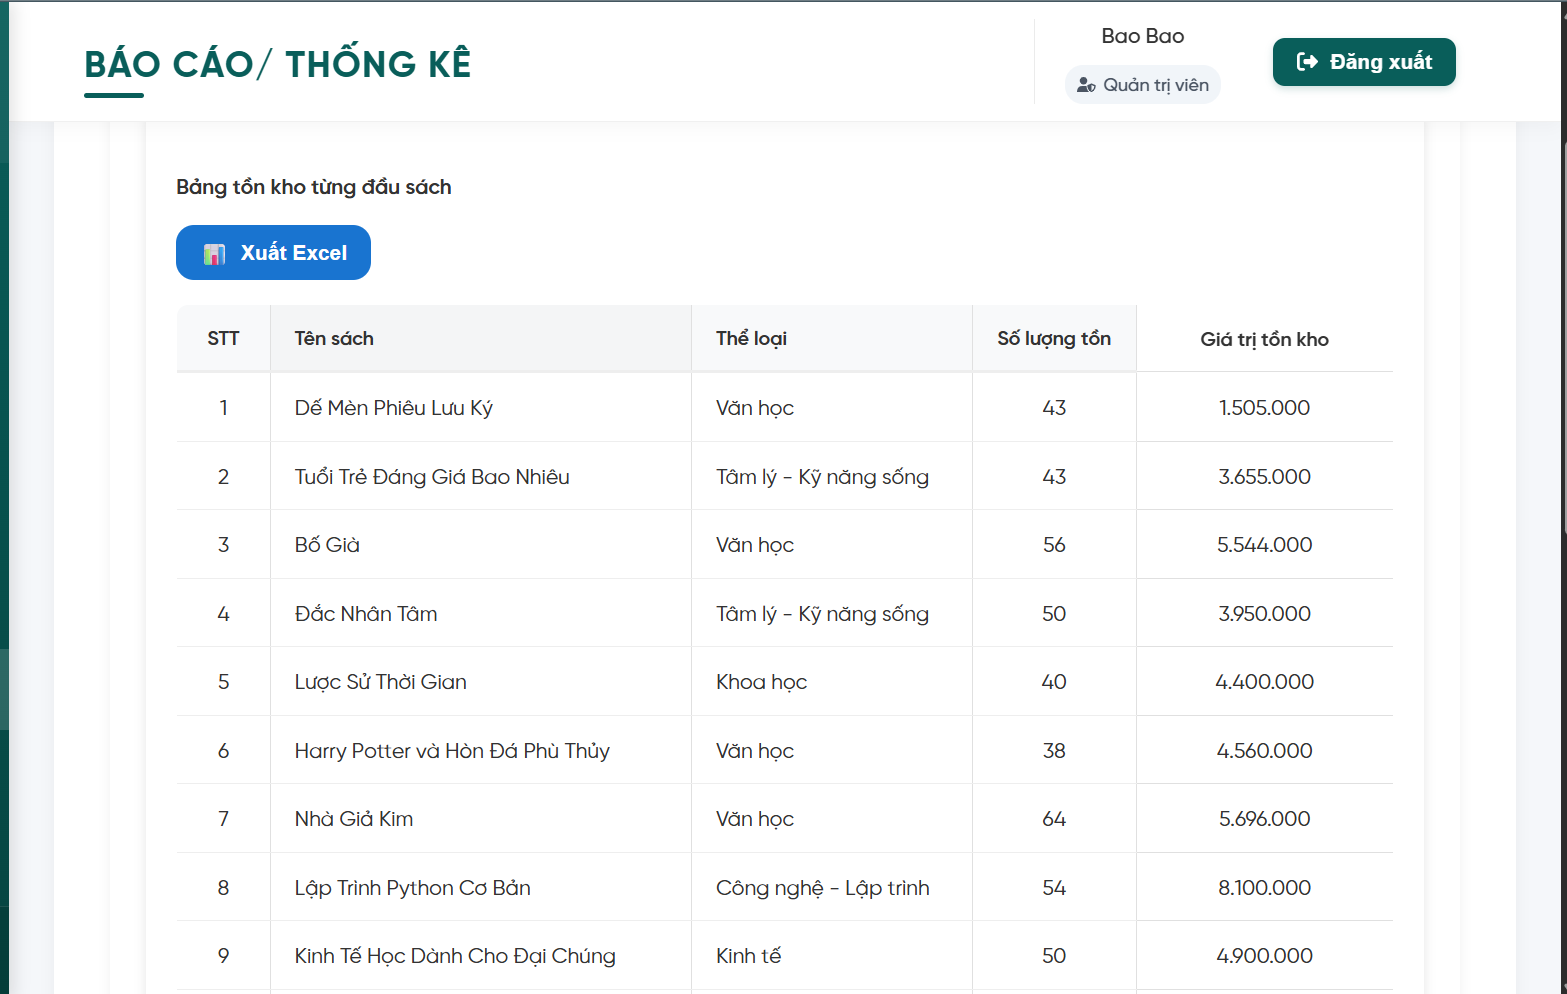 BÁO CÁO/ THỐNG KÊ
Bao Bao
Quản trị viên
Đăng xuất
Bảng tồn kho từng đầu sách
Xuất Excel
STT Tên sách Thể loại Số lượng tồn Giá trị tồn kho
1 Dế Mèn Phiêu Lưu Ký Văn học 43 1.505.000
2 Tuổi Trẻ Đáng Giá Bao Nhiêu Tâm lý - Kỹ năng sống 43 3.655.000
3 Bố Già Văn học 56 5.544.000
4 Đắc Nhân Tâm Tâm lý - Kỹ năng sống 50 3.950.000
5 Lược Sử Thời Gian Khoa học 40 4.400.000
6 Harry Potter và Hòn Đá Phù Thủy Văn học 38 4.560.000
7 Nhà Giả Kim Văn học 64 5.696.000
8 Lập Trình Python Cơ Bản Công nghệ - Lập trình 54 8.100.000
9 Kinh Tế Học Dành Cho Đại Chúng Kinh tế 50 4.900.000